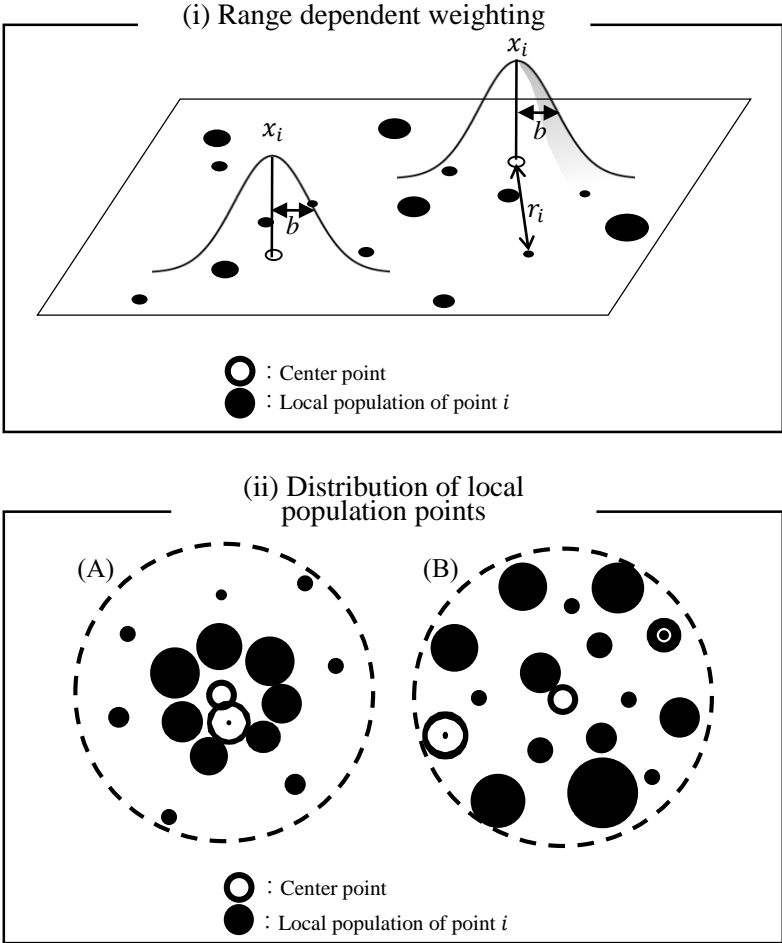 (i) Range dependent weighting
x_i
x_i
b
b
r_i
: Center point
: Local population of point i
(ii) Distribution of local
population points
(A)
(B)
: Center point
: Local population of point i